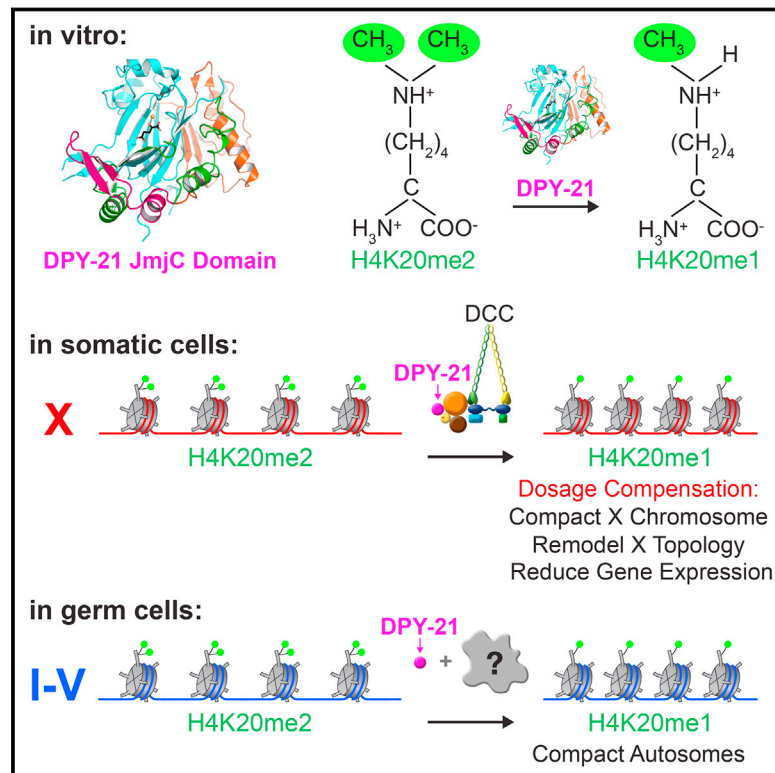 in vitro:
CH₃ CH₃ CH₃ H
NH⁺ NH⁺
(CH₂)₄ DPY-21 (CH₂)₄
C C
H₃N⁺ COO⁻ H₃N⁺ COO⁻
DPY-21 JmjC Domain H4K20me2 H4K20me1
in somatic cells:
DCC
DPY-21
X
H4K20me2 H4K20me1
Dosage Compensation:
Compact X Chromosome
Remodel X Topology
Reduce Gene Expression
in germ cells:
DPY-21
I-V + ?
H4K20me2 H4K20me1
Compact Autosomes